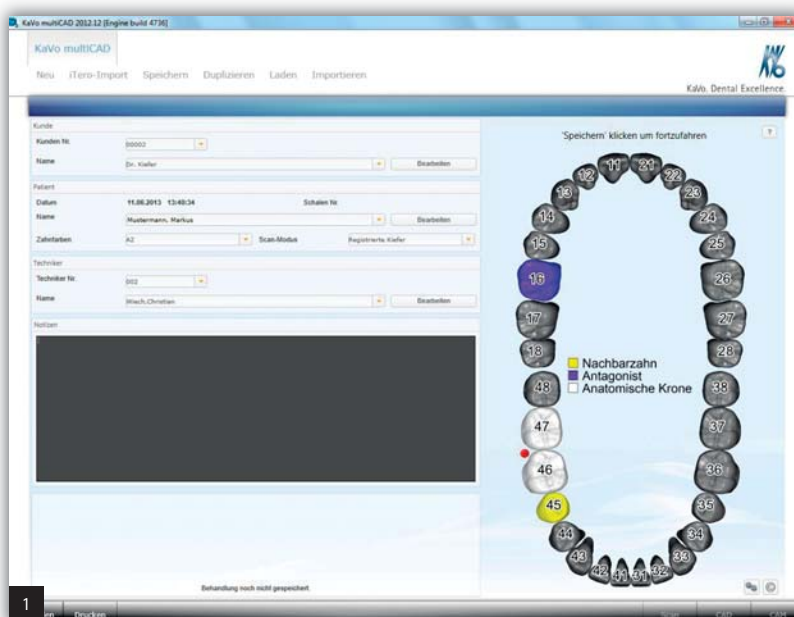 KaVo multiCAD 2012.12 [Engine build 4736]
KaVo multiCAD
Neu iTero-Import Speichern Duplizieren Laden Importieren
KaVo. Dental Excellence.
Kunde
Kunden Nr. 00002
Name Dr. Kiefer Bearbeiten
Patient
Datum 11.06.2013 13:40:34 Schalen Nr.
Name Mustermann, Markus Bearbeiten
Zahnfarben A2 Scan-Modus Registrierte Kiefer
Techniker
Techniker Nr. 002
Name Wiech.Christian Bearbeiten
Notizen
Behandlung noch nicht gespeichert
'Speichern' klicken um fortzufahren
?
11 21
12 22
13 23
14 24
15 25
16 26
17 27
18 28
Nachbarzahn
Antagonist
Anatomische Krone
48 38
47 37
46 36
45 35
44 34
43 33
42 41 31 32
1
Drucken
Scan CAD CAM